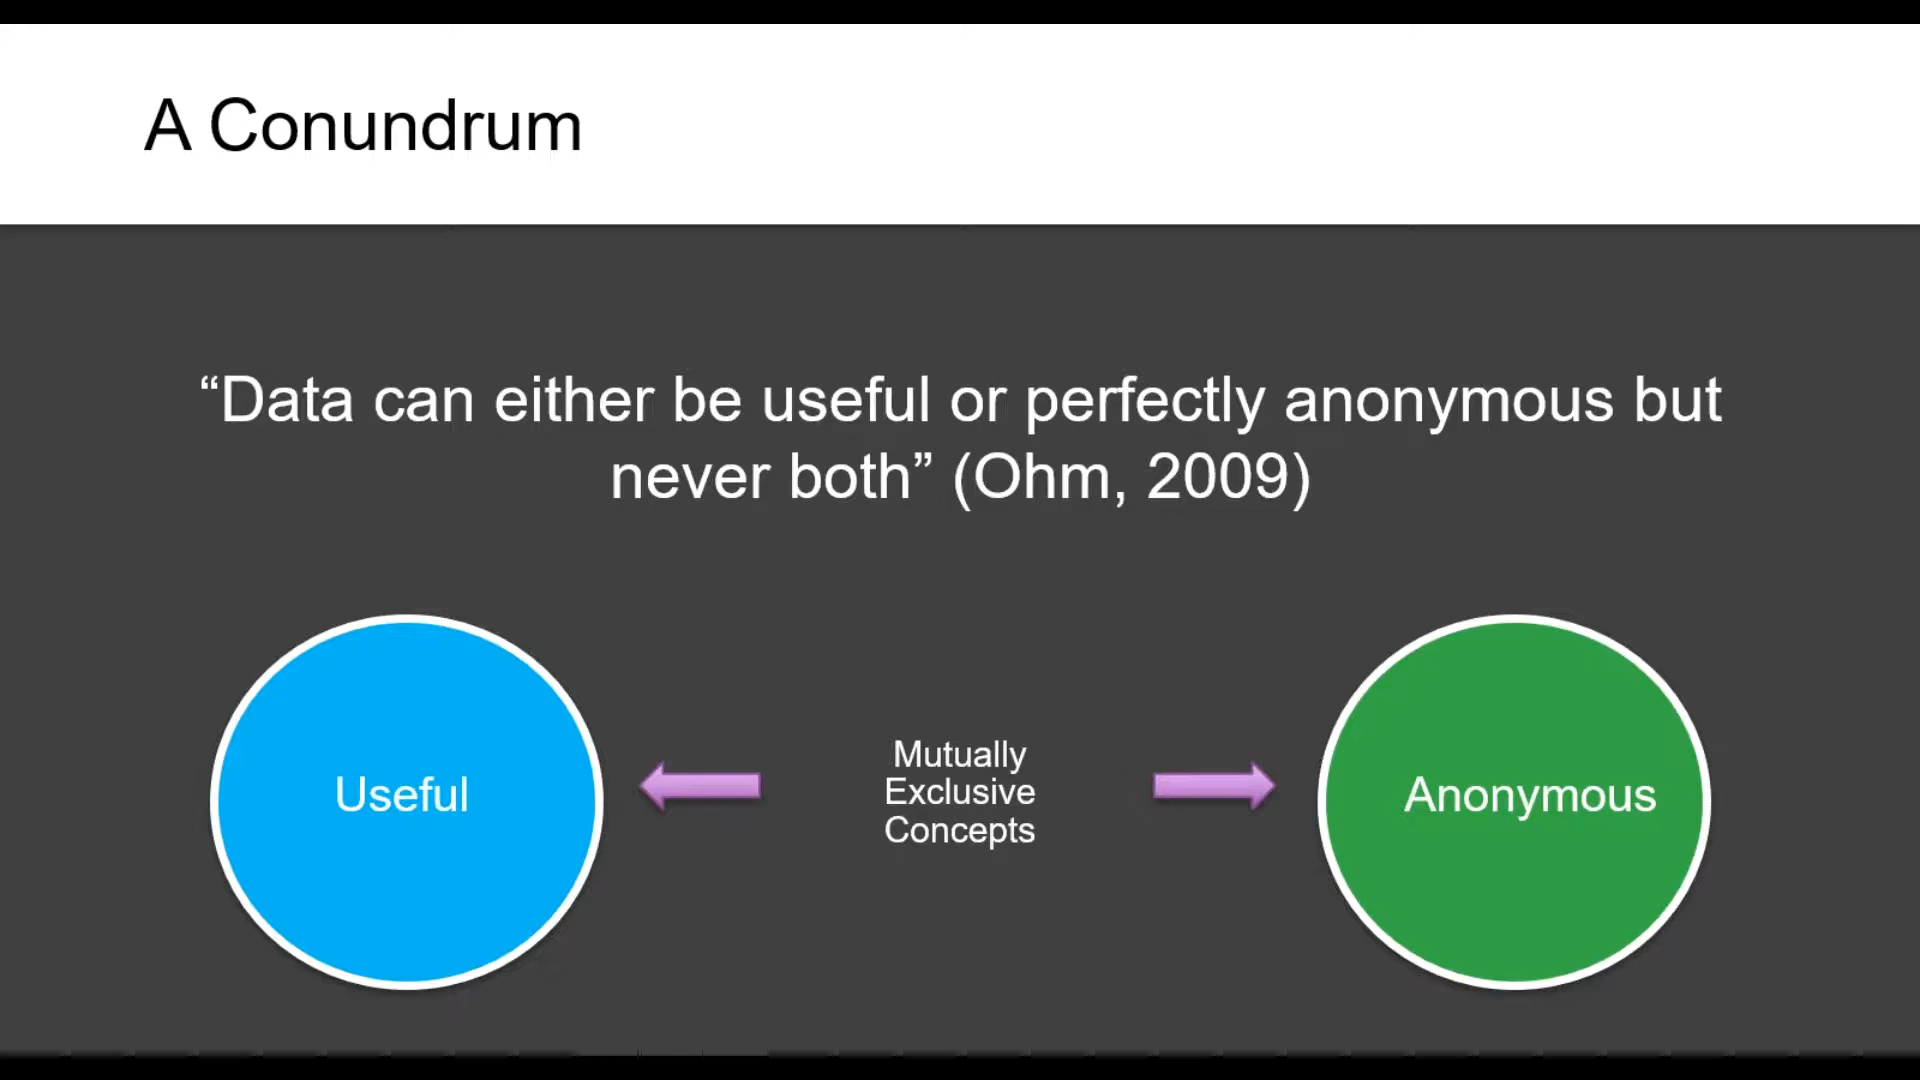 A Conundrum
“Data can either be useful or perfectly anonymous but
never both” (Ohm, 2009)
Useful
Mutually
Exclusive
Concepts
Anonymous